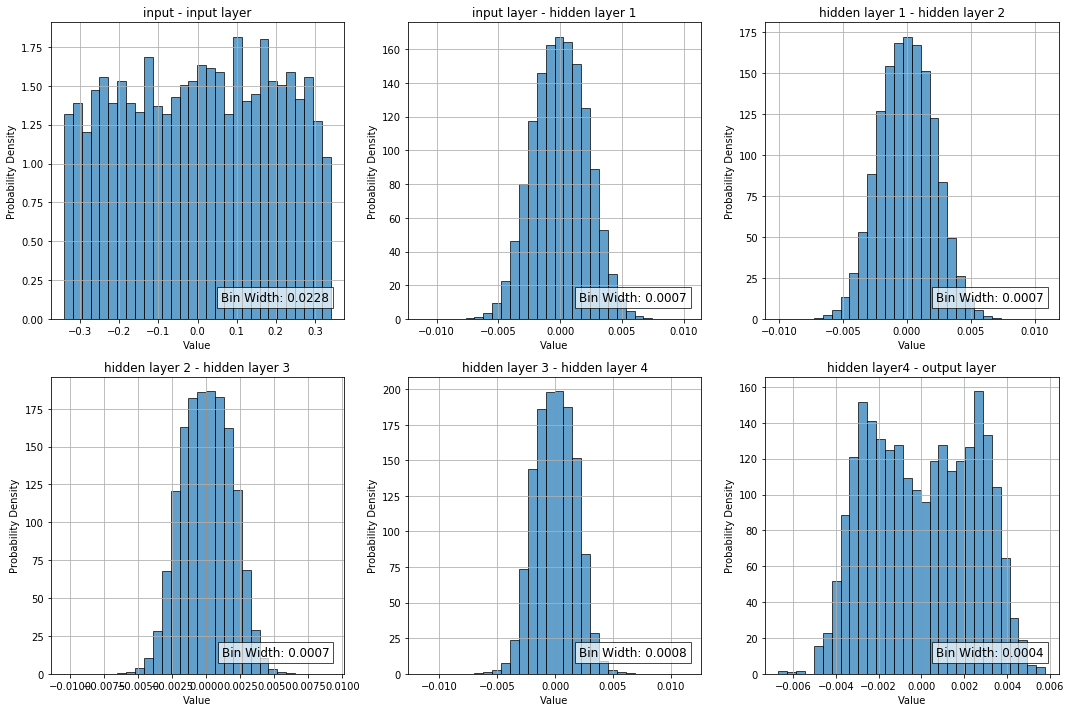 input - input layer
Probability Density
1.75
1.50
1.25
1.00
0.75
0.50
0.25
0.00
Bin Width: 0.0228
−0.3 −0.2 −0.1 0.0 0.1 0.2 0.3
Value
input layer - hidden layer 1
Probability Density
160
140
120
100
80
60
40
20
0
Bin Width: 0.0007
−0.010 −0.005 0.000 0.005 0.010
Value
hidden layer 1 - hidden layer 2
Probability Density
175
150
125
100
75
50
25
0
Bin Width: 0.0007
−0.010 −0.005 0.000 0.005 0.010
Value
hidden layer 2 - hidden layer 3
Probability Density
175
150
125
100
75
50
25
0
Bin Width: 0.0007
−0.0100 −0.0075 −0.0050 −0.0025 0.0000 0.0025 0.0050 0.0075 0.0100
Value
hidden layer 3 - hidden layer 4
Probability Density
200
175
150
125
100
75
50
25
0
Bin Width: 0.0008
−0.010 −0.005 0.000 0.005 0.010
Value
hidden layer4 - output layer
Probability Density
160
140
120
100
80
60
40
20
0
Bin Width: 0.0004
−0.006 −0.004 −0.002 0.000 0.002 0.004 0.006
Value